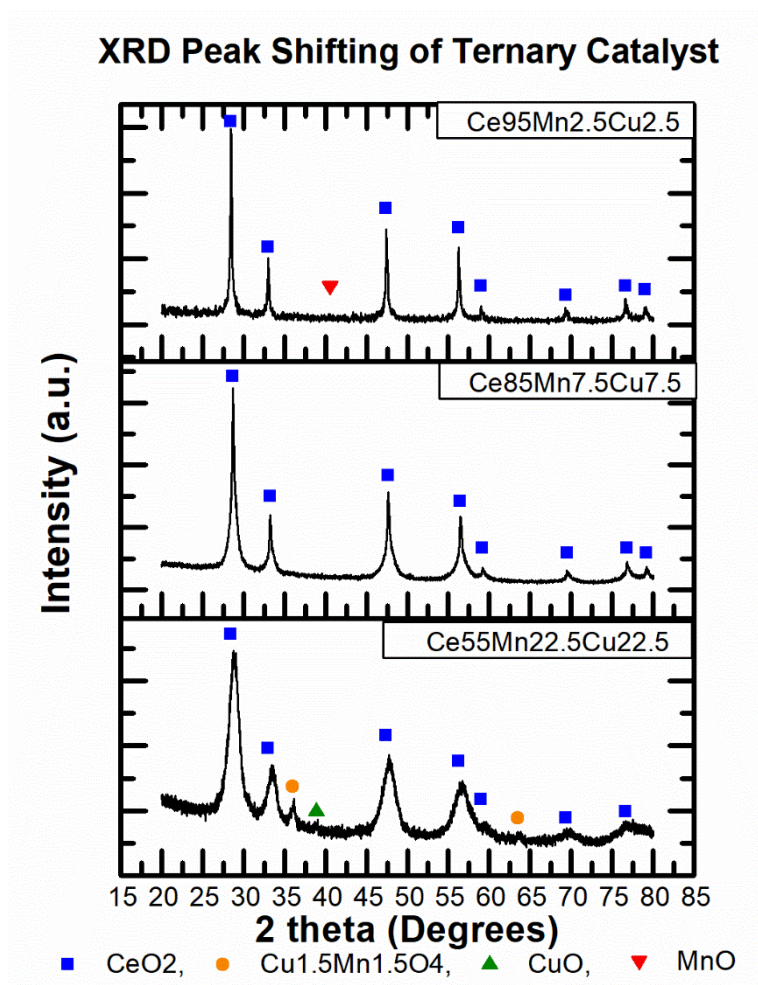 XRD Peak Shifting of Ternary Catalyst
Ce95Mn2.5Cu2.5
Ce85Mn7.5Cu7.5
Ce55Mn22.5Cu22.5
Intensity (a.u.)
15 20 25 30 35 40 45 50 55 60 65 70 75 80 85
2 theta (Degrees)
CeO2, Cu1.5Mn1.5O4, CuO, MnO